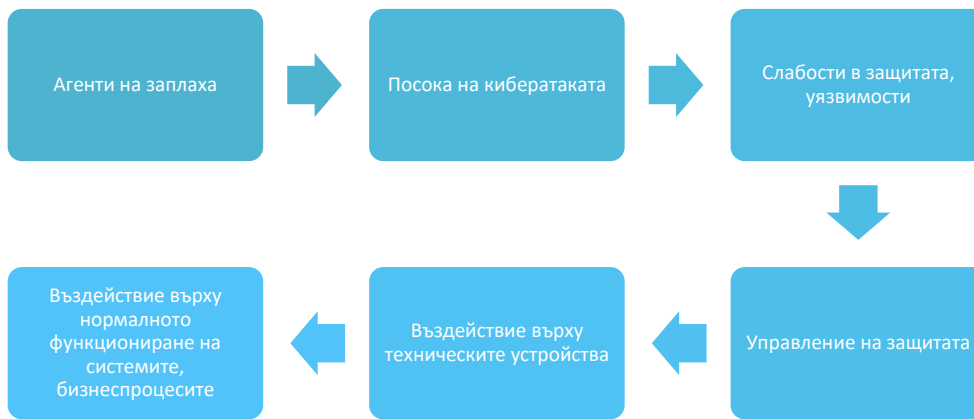 Агенти на заплаха
Посока на кибератаката
Слабости в защитата,
уязвимости
Управление на защитата
Въздействие върху
техническите устройства
Въздействие върху
нормалното
функциониране на
системите,
бизнеспроцесите